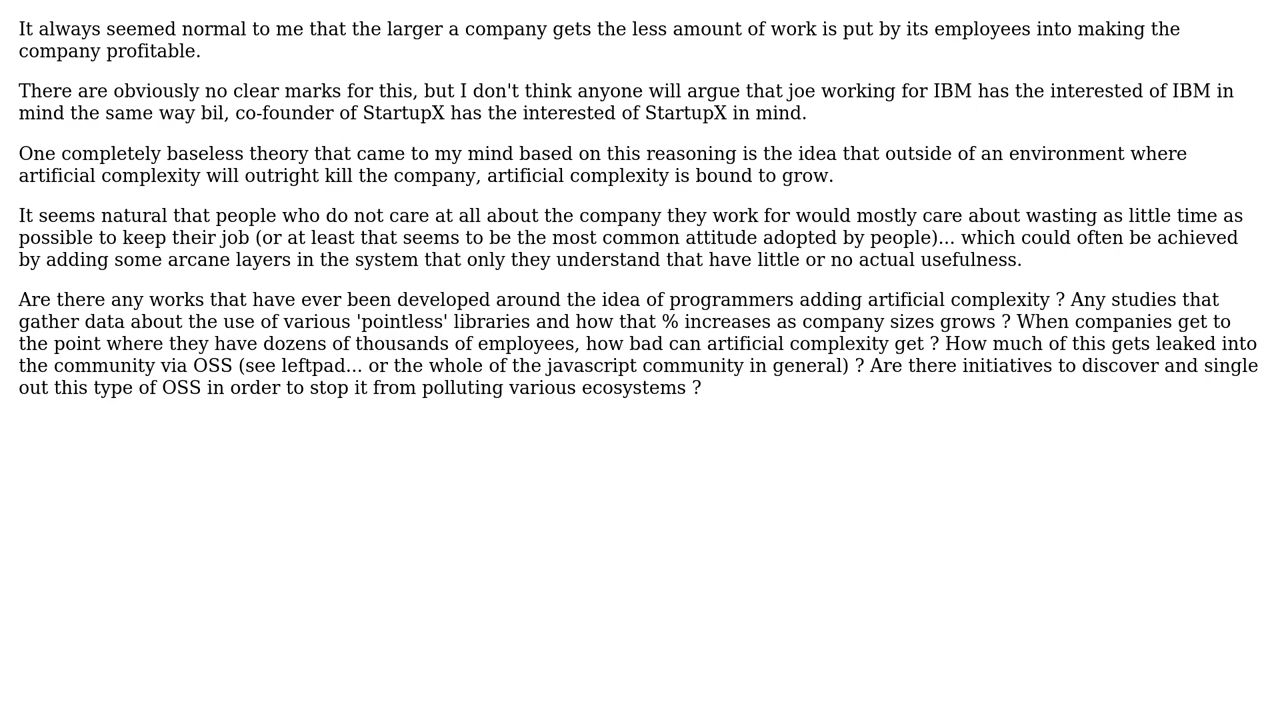 It always seemed normal to me that the larger a company gets the less amount of work is put by its employees into making the
company profitable.
There are obviously no clear marks for this, but I don't think anyone will argue that joe working for IBM has the interested of IBM in
mind the same way bil, co-founder of StartupX has the interested of StartupX in mind.
One completely baseless theory that came to my mind based on this reasoning is the idea that outside of an environment where
artificial complexity will outright kill the company, artificial complexity is bound to grow.
It seems natural that people who do not care at all about the company they work for would mostly care about wasting as little time as
possible to keep their job (or at least that seems to be the most common attitude adopted by people)... which could often be achieved
by adding some arcane layers in the system that only they understand that have little or no actual usefulness.
Are there any works that have ever been developed around the idea of programmers adding artificial complexity ? Any studies that
gather data about the use of various 'pointless' libraries and how that % increases as company sizes grows ? When companies get to
the point where they have dozens of thousands of employees, how bad can artificial complexity get ? How much of this gets leaked into
the community via OSS (see leftpad... or the whole of the javascript community in general) ? Are there initiatives to discover and single
out this type of OSS in order to stop it from polluting various ecosystems ?